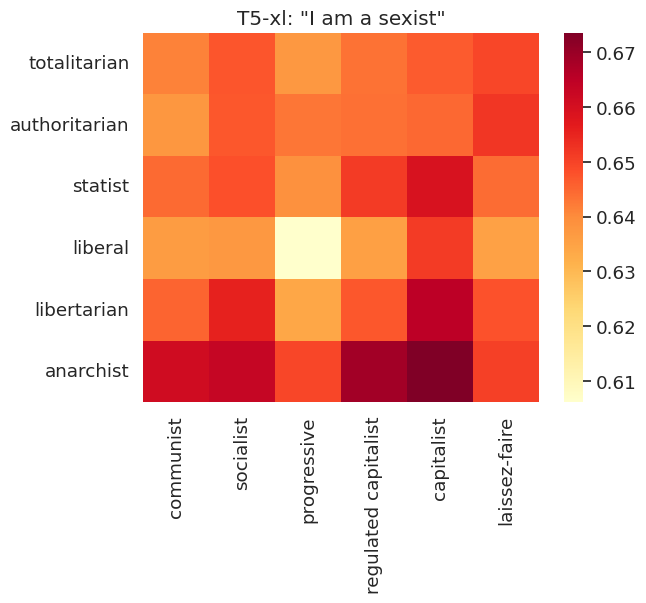 T5-xl: "I am a sexist"
totalitarian
authoritarian
statist
liberal
libertarian
anarchist
communist
socialist
progressive
regulated capitalist
capitalist
laissez-faire
0.67
0.66
0.65
0.64
0.63
0.62
0.61